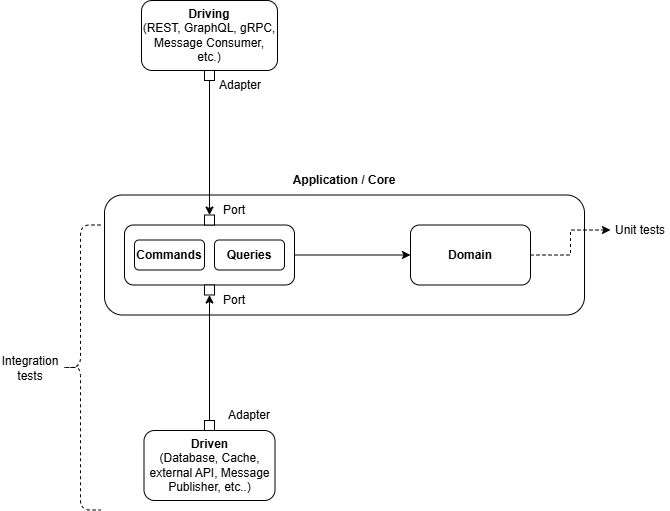 Driving
(REST, GraphQL, gRPC,
Message Consumer,
etc.)
Adapter
Application / Core
Port
Commands
Queries
Domain
Unit tests
Port
Integration
tests
Adapter
Driven
(Database, Cache,
external API, Message
Publisher, etc..)